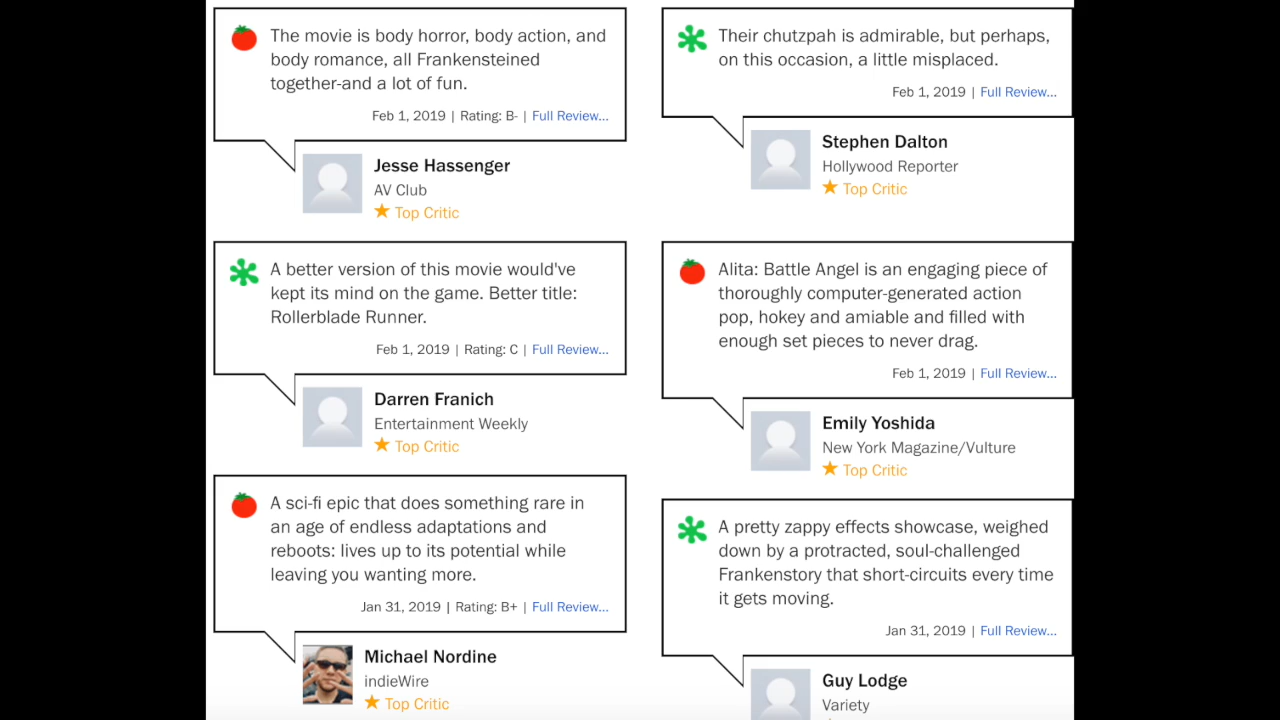 The movie is body horror, body action, and
body romance, all Frankensteined
together-and a lot of fun.
Feb 1, 2019 | Rating: B- | Full Review...
Jesse Hassenger
AV Club
Top Critic
Their chutzpah is admirable, but perhaps,
on this occasion, a little misplaced.
Feb 1, 2019 | Full Review...
Stephen Dalton
Hollywood Reporter
Top Critic
A better version of this movie would've
kept its mind on the game. Better title:
Rollerblade Runner.
Feb 1, 2019 | Rating: C | Full Review...
Darren Franich
Entertainment Weekly
Top Critic
Alita: Battle Angel is an engaging piece of
thoroughly computer-generated action
pop, hokey and amiable and filled with
enough set pieces to never drag.
Feb 1, 2019 | Full Review...
Emily Yoshida
New York Magazine/Vulture
Top Critic
A sci-fi epic that does something rare in
an age of endless adaptations and
reboots: lives up to its potential while
leaving you wanting more.
Jan 31, 2019 | Rating: B+ | Full Review...
Michael Nordine
indieWire
Top Critic
A pretty zappy effects showcase, weighed
down by a protracted, soul-challenged
Frankenstory that short-circuits every time
it gets moving.
Jan 31, 2019 | Full Review...
Guy Lodge
Variety